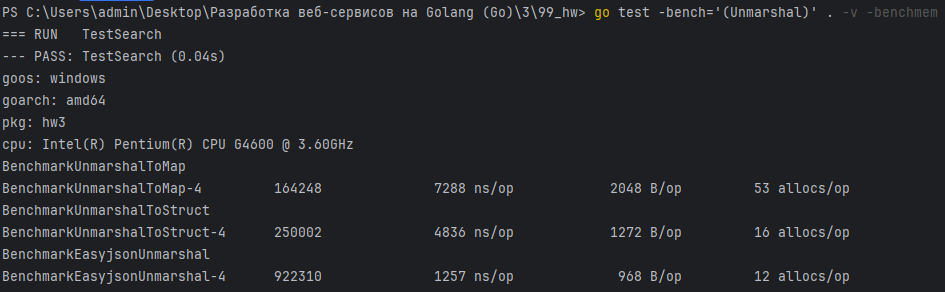 PS C:\Users\admin\Desktop\Разработка веб-сервисов на Golang (Go)\3\99_hw> go test -bench='(Unmarshal)' . -v -benchmem
=== RUN   TestSearch
--- PASS: TestSearch (0.04s)
goos: windows
goarch: amd64
pkg: hw3
cpu: Intel(R) Pentium(R) CPU G4600 @ 3.60GHz
BenchmarkUnmarshalToMap
BenchmarkUnmarshalToMap-4         164248              7288 ns/op            2048 B/op         53 allocs/op
BenchmarkUnmarshalToStruct
BenchmarkUnmarshalToStruct-4      250002              4836 ns/op            1272 B/op         16 allocs/op
BenchmarkEasyjsonUnmarshal
BenchmarkEasyjsonUnmarshal-4      922310              1257 ns/op             968 B/op         12 allocs/op